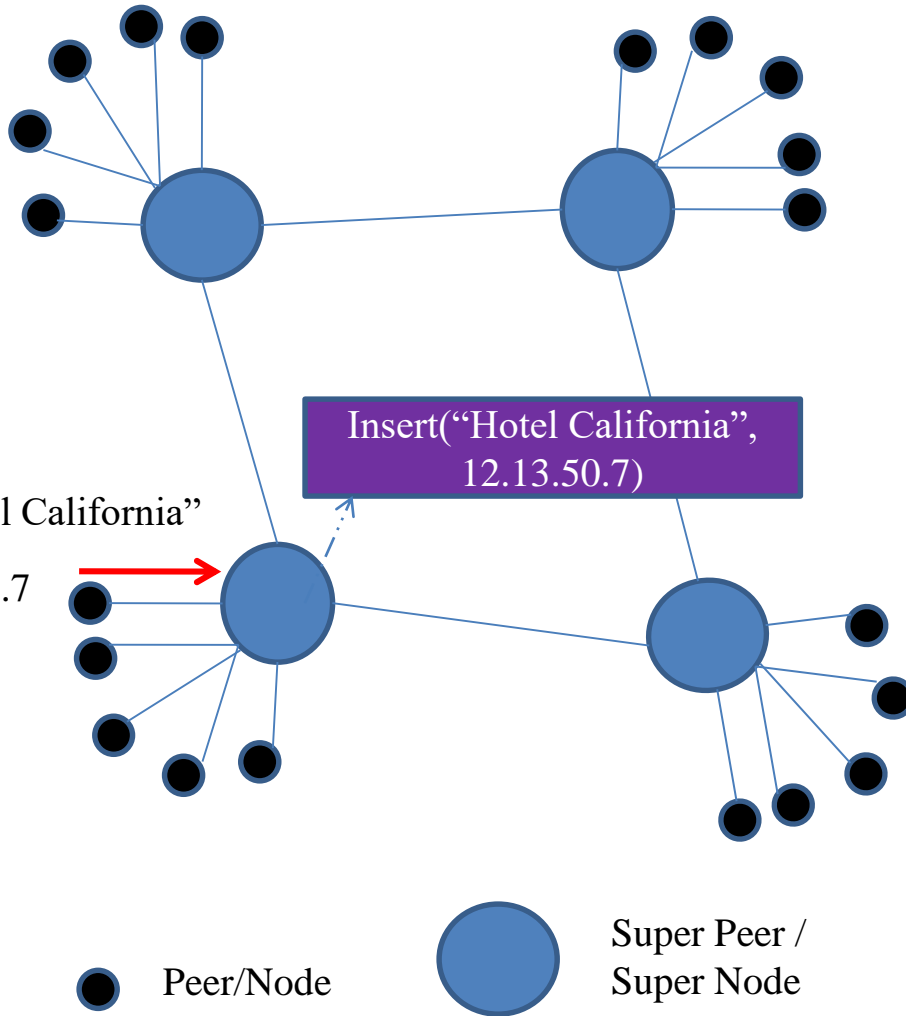 Insert(“Hotel California”,
12.13.50.7)
l California”
.7
Peer/Node
Super Peer /
Super Node